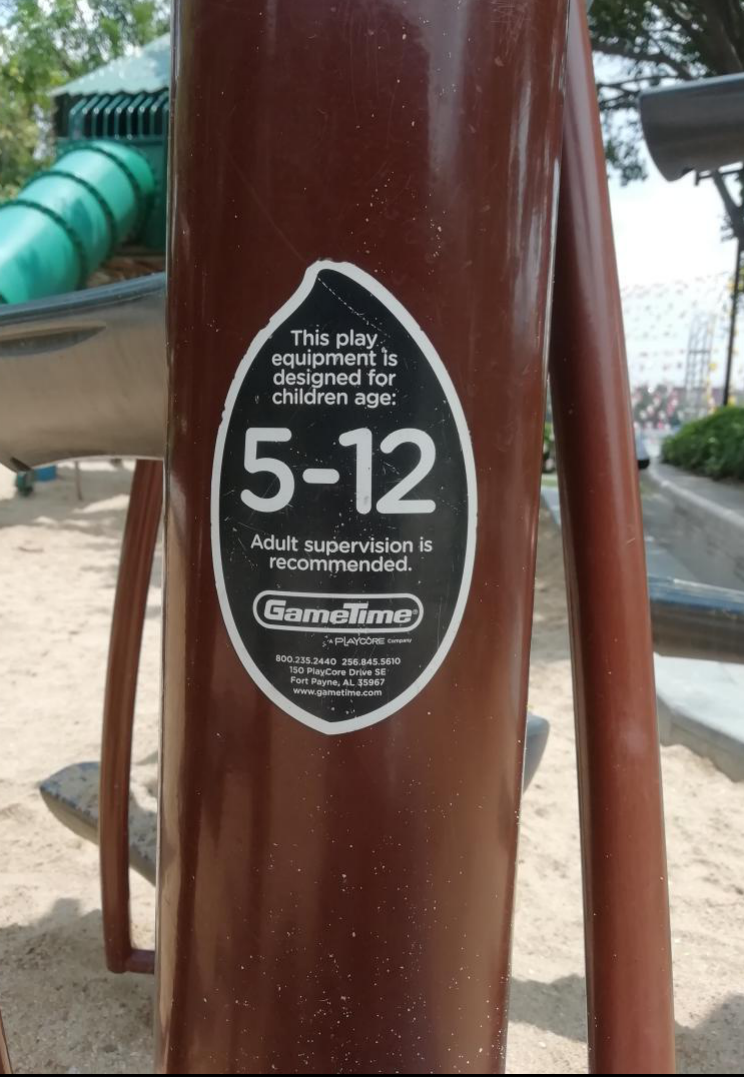 This play
equipment is
designed for
children age:
5-12
Adult supervision is
recommended.
GameTime®
A PLAYCORE Company
800.235.2440 256.845.5610
150 PlayCore Drive SE
Fort Payne, AL 35967
www.gametime.com